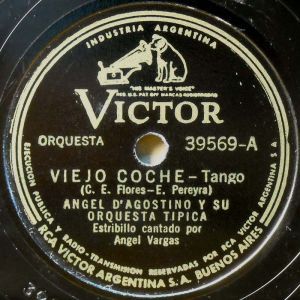 INDUSTRIA ARGENTINA
"HIS MASTER'S VOICE"
REG. U.S. PAT. OFF MARCAS REGISTRADAS
VICTOR
ORQUESTA
39569-A
VIEJO COCHE - Tango
(C. E. Flores-E. Pereyra)
ANGEL D'AGOSTINO Y SU
ORQUESTA TIPICA
Estribillo cantado por
Angel Vargas
EJECUCION PUBLICA Y RADIO-TRANSMISION RESERVADAS POR RCA VICTOR ARGENTINA S A
RCA VICTOR ARGENTINA S.A. BUENOS AIRES